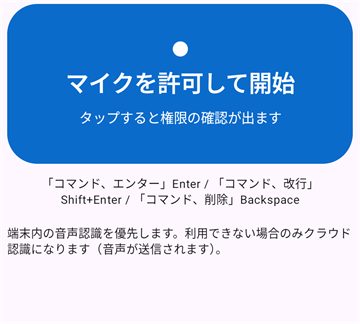 マイクを許可して開始
タップすると権限の確認が出ます
「コマンド、エンター」Enter / 「コマンド、改行」
Shift+Enter / 「コマンド、削除」Backspace
端末内の音声認識を優先します。利用できない場合のみクラウド
認識になります（音声が送信されます）。